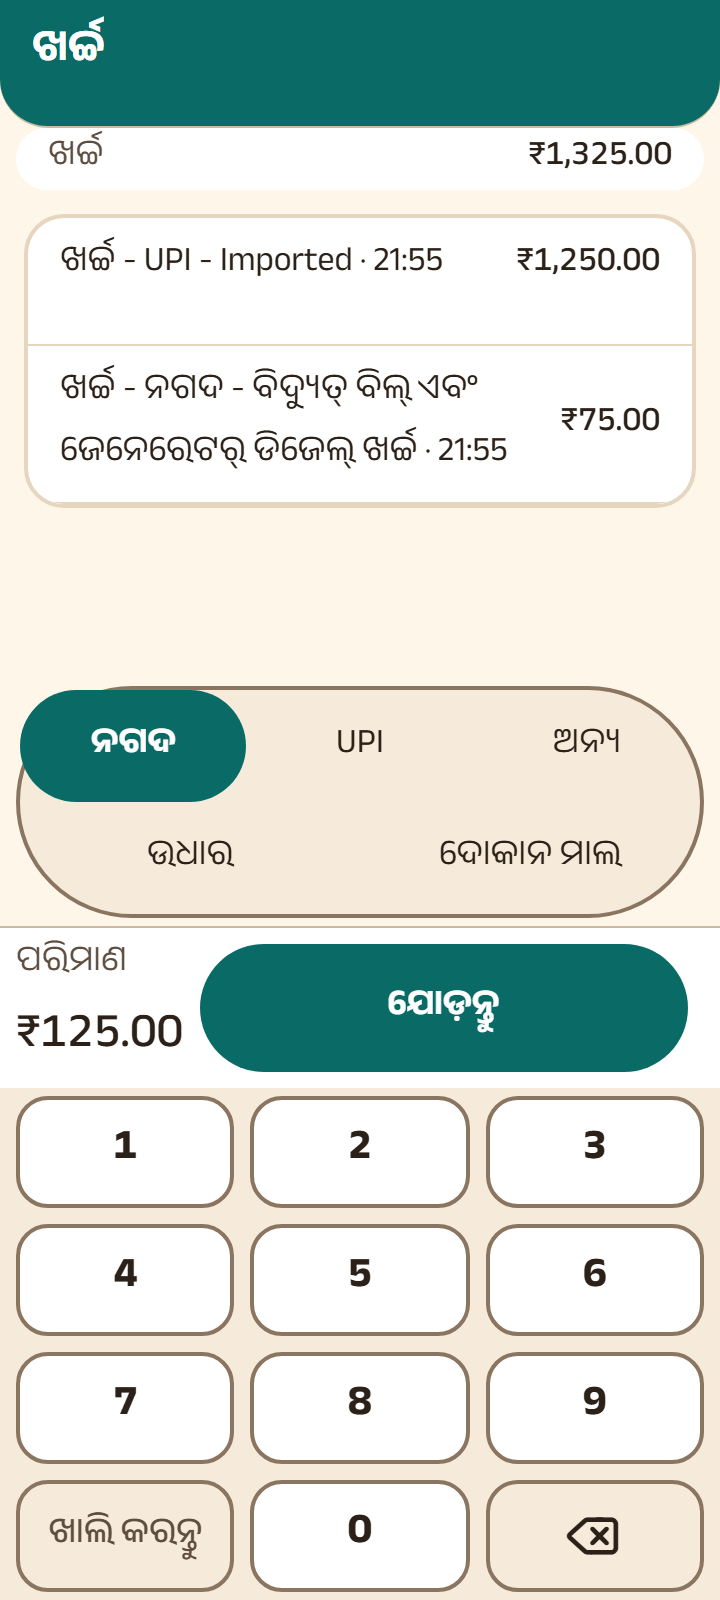 ଖର୍ଚ୍ଚ
ଖର୍ଚ୍ଚ ₹1,325.00
ଖର୍ଚ୍ଚ - UPI - Imported · 21:55 ₹1,250.00
ଖର୍ଚ୍ଚ - ନଗଦ - ବିଦ୍ୟୁତ୍ ବିଲ୍ ଏବଂ
ଜେନେରେଟର୍ ଡିଜେଲ୍ ଖର୍ଚ୍ଚ · 21:55 ₹75.00
ନଗଦ UPI ଅନ୍ୟ
ଉଧାର ଦୋକାନ ମାଲ
ପରିମାଣ
₹125.00 ଯୋଡ଼ନ୍ତୁ
1 2 3
4 5 6
7 8 9
ଖାଲି କରନ୍ତୁ 0